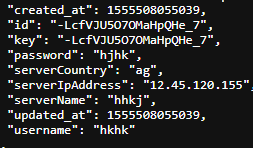 "created_at": 1555508055039,
"id": "-LcfVJU5O7OMaHpQHe_7",
"key": "-LcfVJU5O7OMaHpQHe_7",
"password": "hjhk",
"serverCountry": "ag",
"serverIpAddress": "12.45.120.155",
"serverName": "hhkj",
"updated_at": 1555508055039,
"username": "hkhk"